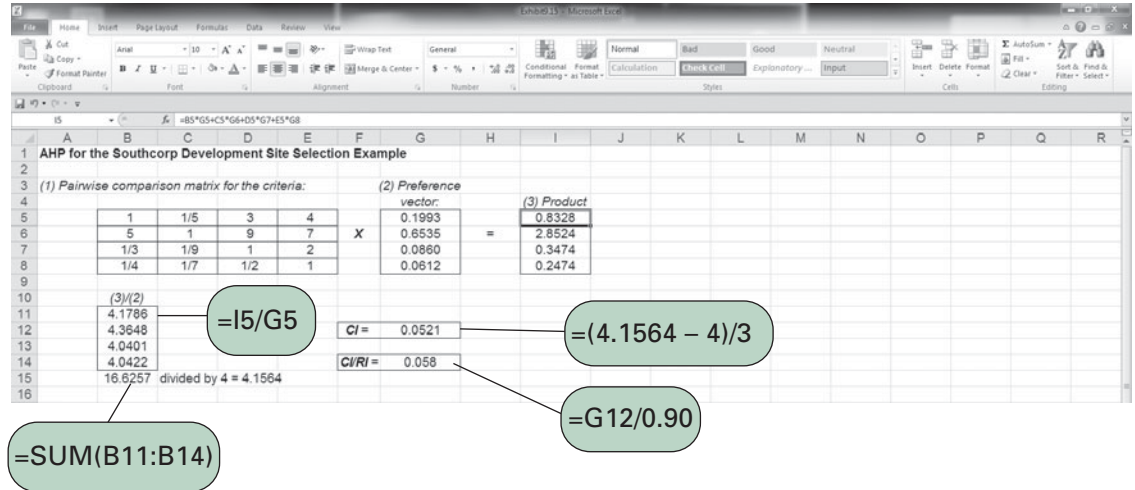 Exhibit9.15 - Microsoft Excel
File Home Insert Page Layout Formulas Data Review View
Cut
Copy
Format Painter
Paste
Clipboard
Arial 10
Font
Wrap Text
Merge & Center
Alignment
General
$ % ,
Number
Conditional Formatting
Format as Table
Normal Bad Good Neutral
Calculation Check Cell Explanatory ... Input
Styles
Insert Delete Format
Cells
Σ AutoSum
Fill
Clear
Sort & Filter
Find & Select
Editing
I5 fx =B5*G5+C5*G6+D5*G7+E5*G8
A B C D E F G H I J K L M N O P Q R
1 AHP for the Southcorp Development Site Selection Example
2
3 (1) Pairwise comparison matrix for the criteria: (2) Preference
4 vector: (3) Product
5 1 1/5 3 4 0.1993 0.8328
6 5 1 9 7 X 0.6535 = 2.8524
7 1/3 1/9 1 2 0.0860 0.3474
8 1/4 1/7 1/2 1 0.0612 0.2474
9
10 (3)/(2)
11 4.1786
12 4.3648 CI = 0.0521
13 4.0401
14 4.0422 CI/RI = 0.058
15 16.6257 divided by 4 = 4.1564
16
=I5/G5
=(4.1564 – 4)/3
=G12/0.90
=SUM(B11:B14)